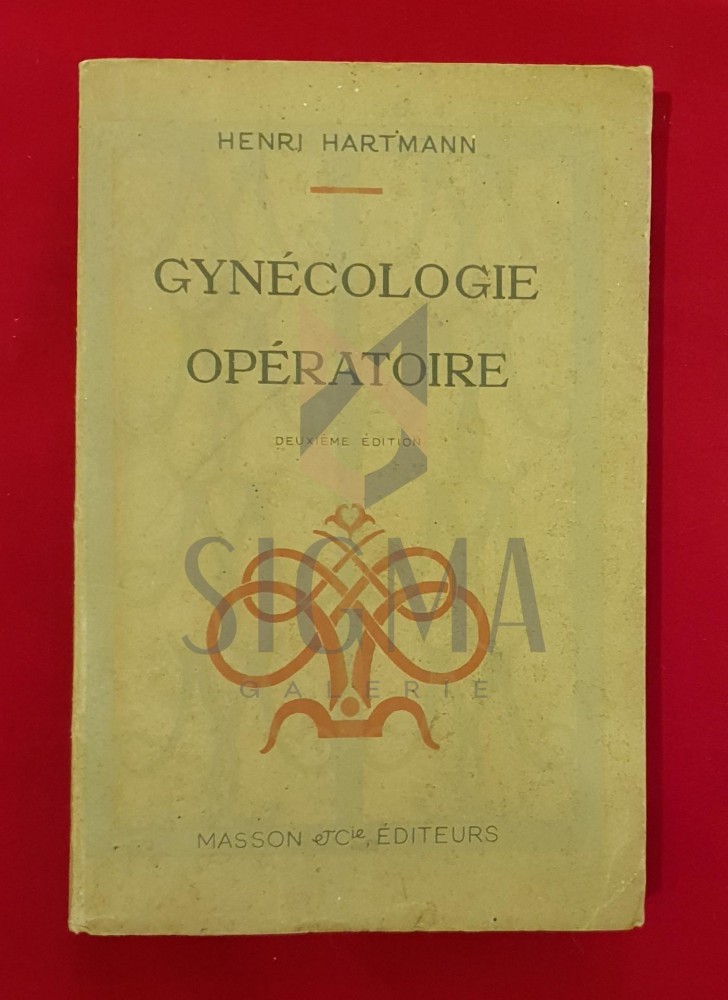 HENRI HARTMANN
GYNÉCOLOGIE
OPÉRATOIRE
DEUXIÈME ÉDITION
SIGMA
GALERIE
MASSON et Cie, ÉDITEURS